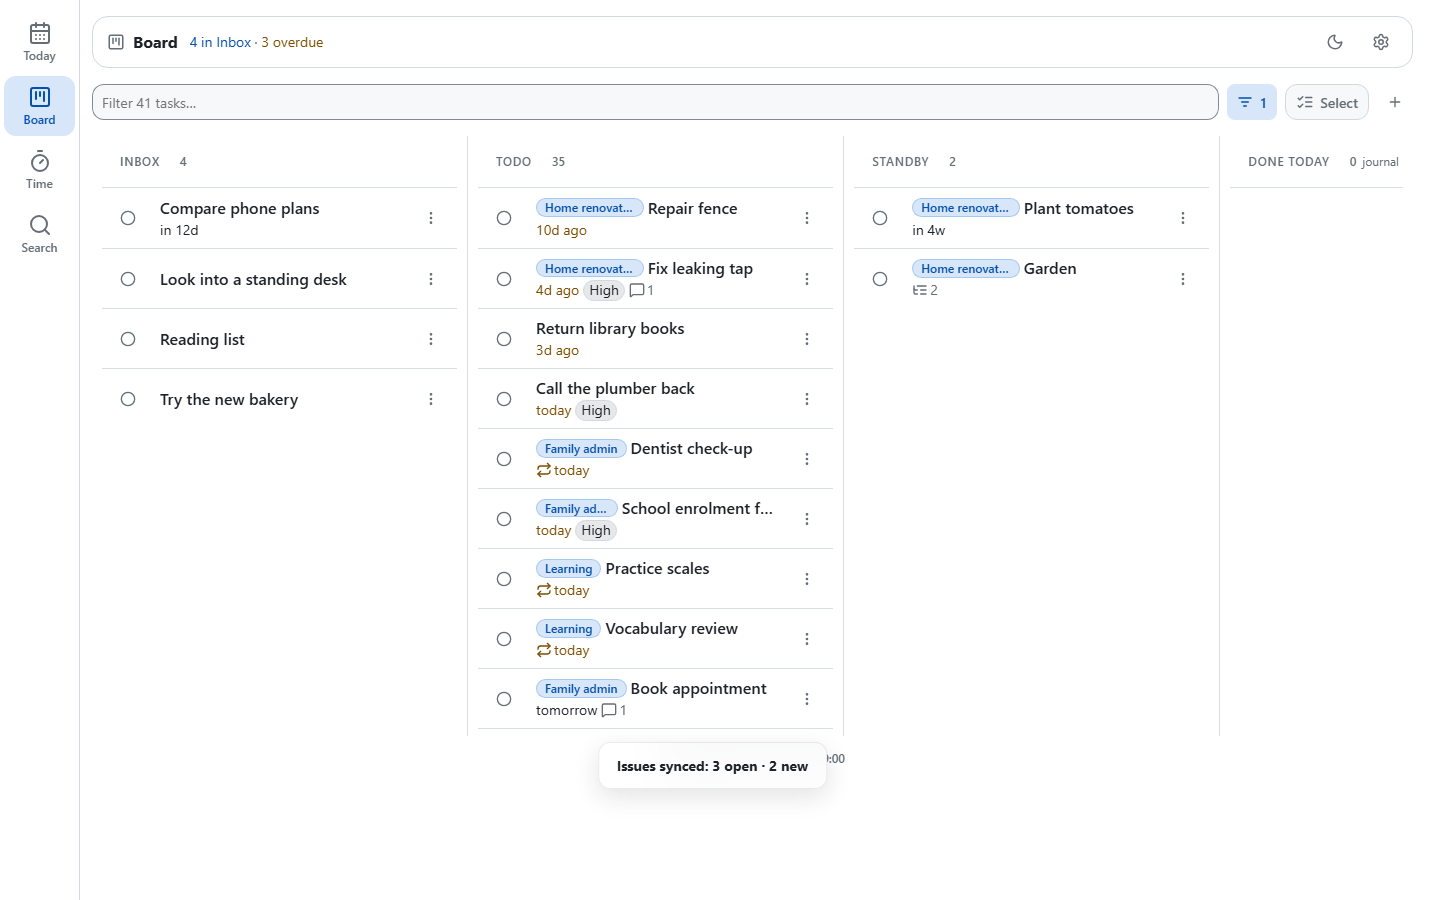 Today
Board
Time
Search
Board 4 in Inbox · 3 overdue
Filter 41 tasks...
1
Select
INBOX 4
Compare phone plans
in 12d
Look into a standing desk
Reading list
Try the new bakery
TODO 35
Home renovat... Repair fence
10d ago
Home renovat... Fix leaking tap
4d ago High 1
Return library books
3d ago
Call the plumber back
today High
Family admin Dentist check-up
today
Family ad... School enrolment f...
today High
Learning Practice scales
today
Learning Vocabulary review
today
Family admin Book appointment
tomorrow 1
STANDBY 2
Home renovat... Plant tomatoes
in 4w
Home renovat... Garden
2
DONE TODAY 0 journal
Issues synced: 3 open · 2 new
:00